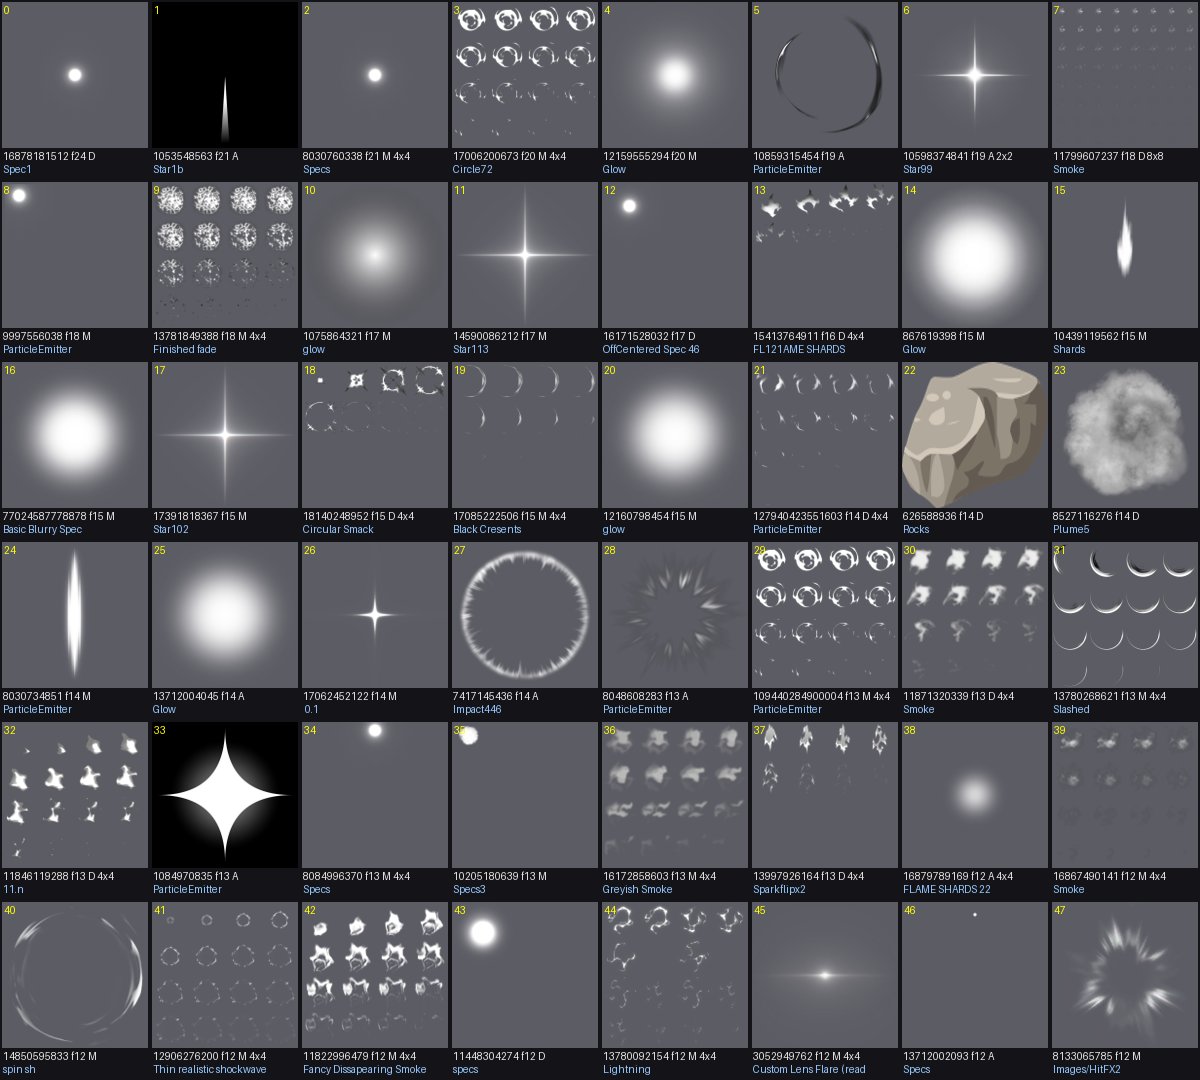 0
16878181512 f24 D
Spec1
1
1053548563 f21 A
Star1b
2
8030760338 f21 M 4x4
Specs
3
17006200673 f20 M 4x4
Circle72
4
12159555294 f20 M
Glow
5
10859315454 f19 A
ParticleEmitter
6
10598374841 f19 A 2x2
Star99
7
11799607237 f18 D 8x8
Smoke
8
9997556038 f18 M
ParticleEmitter
9
13781849388 f18 M 4x4
Finished fade
10
1075864321 f17 M
glow
11
14590086212 f17 M
Star113
12
16171528032 f17 D
OffCentered Spec 46
13
15413764911 f16 D 4x4
FL121AME SHARDS
14
867619398 f15 M
Glow
15
10439119562 f15 M
Shards
16
77024587778878 f15 M
Basic Blurry Spec
17
17391818367 f15 M
Star102
18
18140248952 f15 D 4x4
Circular Smack
19
17085222506 f15 M 4x4
Black Cresents
20
12160798454 f15 M
glow
21
127940423551603 f14 D 4x4
ParticleEmitter
22
626588936 f14 D
Rocks
23
8527116276 f14 D
Plume5
24
8030734851 f14 M
ParticleEmitter
25
13712004045 f14 A
Glow
26
17062452122 f14 M
0.1
27
7417145436 f14 A
Impact446
28
8048608283 f13 A
ParticleEmitter
29
109440284900004 f13 M 4x4
ParticleEmitter
30
11871320339 f13 D 4x4
Smoke
31
13780268621 f13 M 4x4
Slashed
32
11846119288 f13 D 4x4
11.n
33
1084970835 f13 A
ParticleEmitter
34
8084996370 f13 M 4x4
Specs
35
10205180639 f13 M
Specs3
36
16172858603 f13 M 4x4
Greyish Smoke
37
13997926164 f13 D 4x4
Sparkflipx2
38
16879789169 f12 A 4x4
FLAME SHARDS 22
39
16867490141 f12 M 4x4
Smoke
40
14850595833 f12 M
spin sh
41
12906276200 f12 M 4x4
Thin realistic shockwave
42
11822996479 f12 M 4x4
Fancy Dissapearing Smoke
43
11448304274 f12 D
specs
44
13780092154 f12 M 4x4
Lightning
45
3052949762 f12 M 4x4
Custom Lens Flare (read
46
13712002093 f12 A
Specs
47
8133065785 f12 M
Images/HitFX2